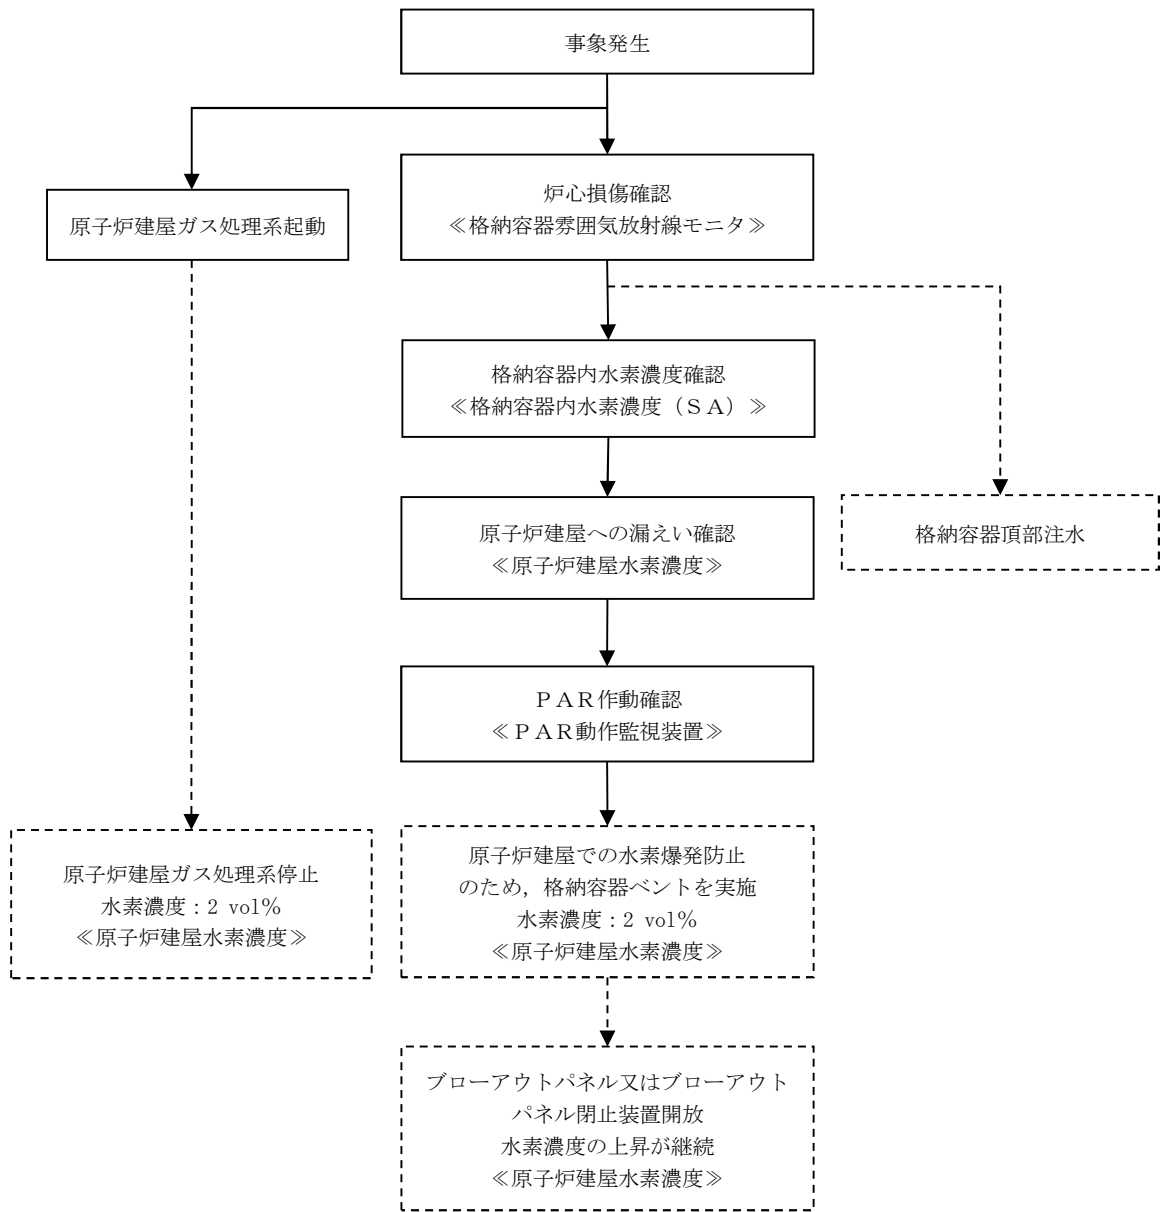 事象発生
炉心損傷確認
≪格納容器雰囲気放射線モニタ≫
原子炉建屋ガス処理系起動
格納容器内水素濃度確認
≪格納容器内水素濃度（ＳＡ）≫
原子炉建屋への漏えい確認
≪原子炉建屋水素濃度≫
格納容器頂部注水
ＰＡＲ作動確認
≪ＰＡＲ動作監視装置≫
原子炉建屋ガス処理系停止
水素濃度：2 vol％
≪原子炉建屋水素濃度≫
原子炉建屋での水素爆発防止
のため，格納容器ベントを実施
水素濃度：2 vol％
≪原子炉建屋水素濃度≫
ブローアウトパネル又はブローアウト
パネル閉止装置開放
水素濃度の上昇が継続
≪原子炉建屋水素濃度≫